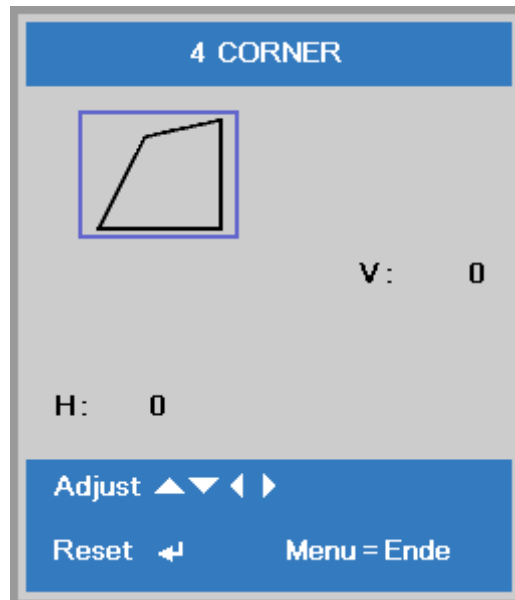 4 CORNER
V: 0
H: 0
Adjust ▲▼◀▶
Reset ↵ Menu = Ende